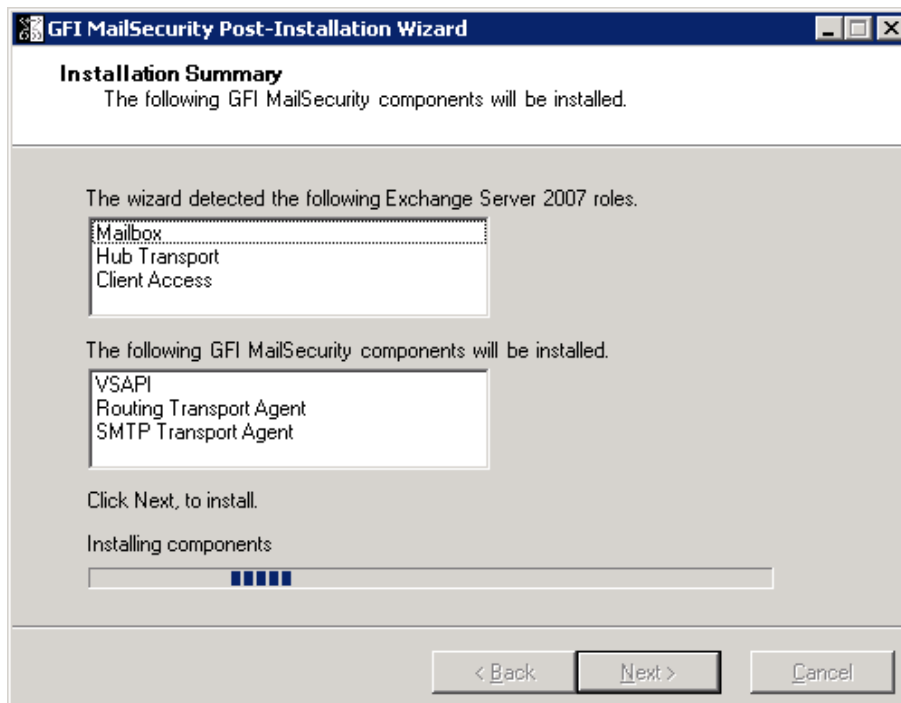 GFI MailSecurity Post-Installation Wizard
Installation Summary
The following GFI MailSecurity components will be installed.
The wizard detected the following Exchange Server 2007 roles.
Mailbox
Hub Transport
Client Access
The following GFI MailSecurity components will be installed.
VSAPI
Routing Transport Agent
SMTP Transport Agent
Click Next, to install.
Installing components
< Back Next > Cancel